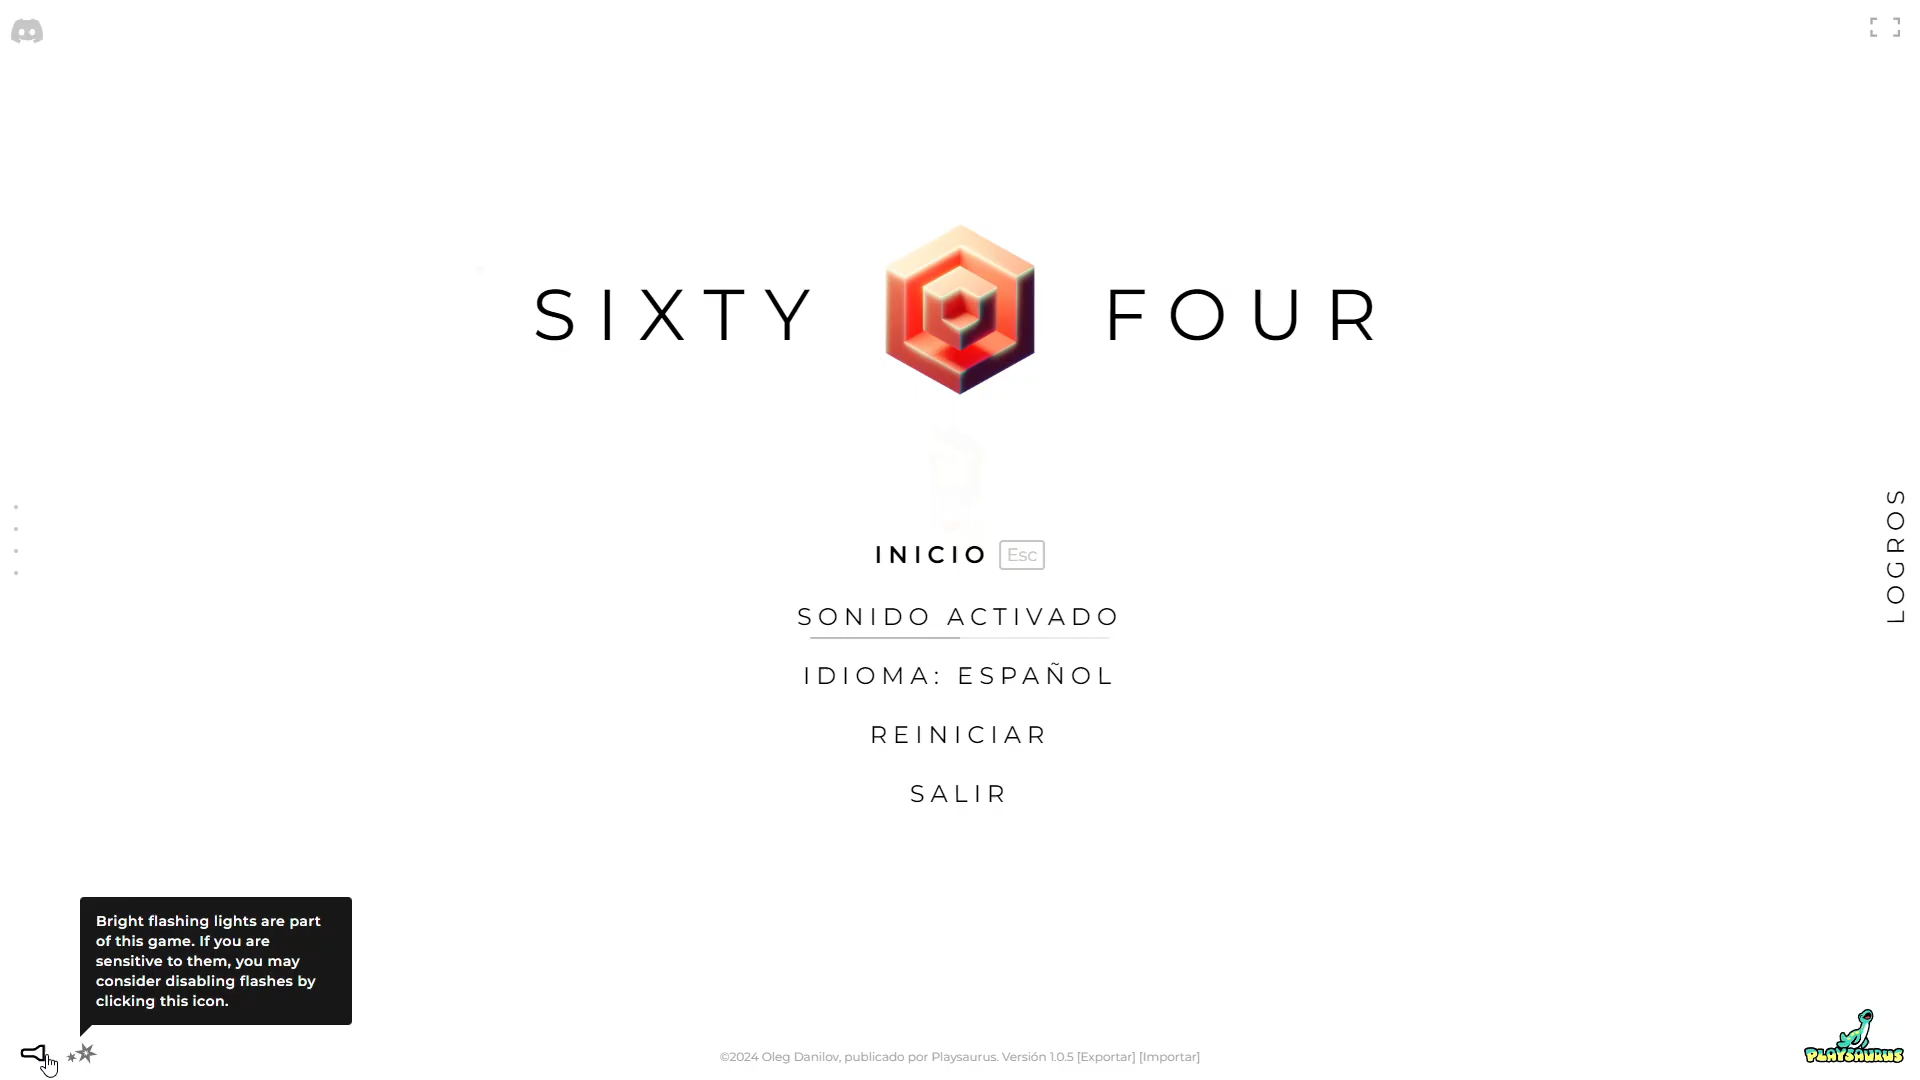 SIXTY FOUR
INICIO Esc
SONIDO ACTIVADO
IDIOMA: ESPAÑOL
REINICIAR
SALIR
LOGROS
Bright flashing lights are part
of this game. If you are
sensitive to them, you may
consider disabling flashes by
clicking this icon.
©2024 Oleg Danilov, publicado por Playsaurus. Versión 1.0.5 [Exportar] [Importar]
PLAYSAURUS